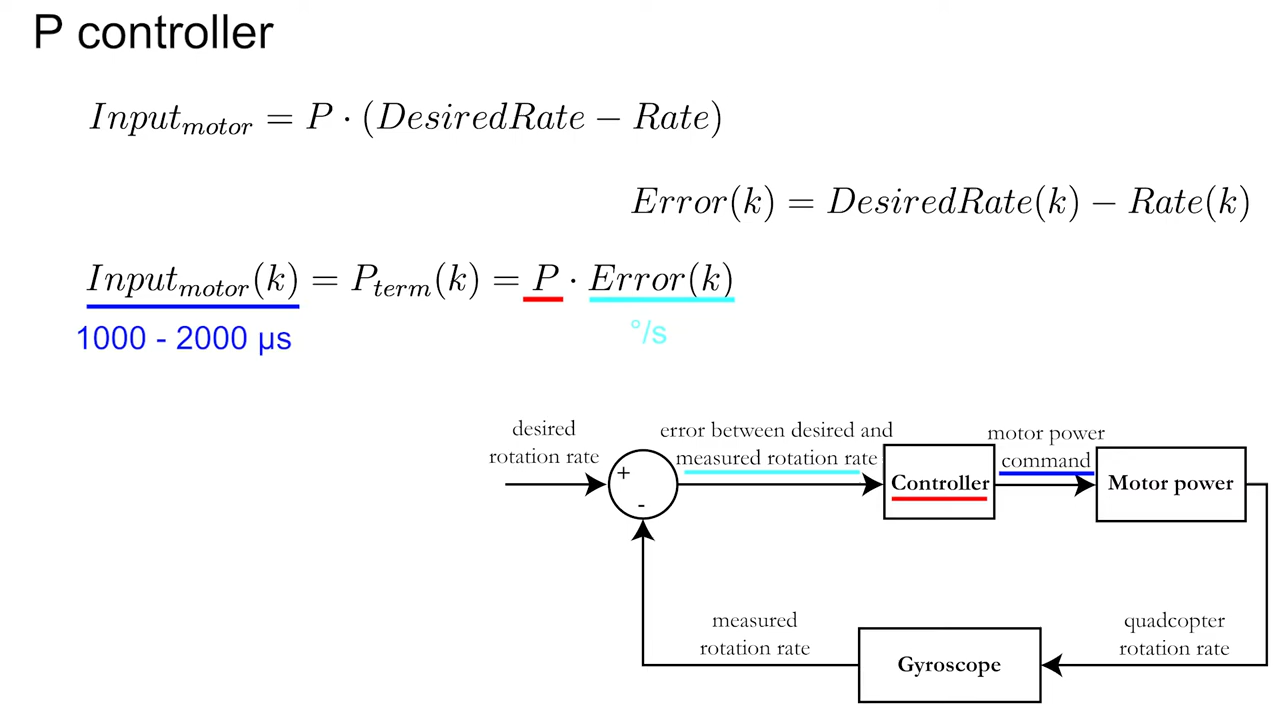 P controller
Input_motor = P · (DesiredRate − Rate)
Error(k) = DesiredRate(k) − Rate(k)
Input_motor(k) = P_term(k) = P · Error(k)
1000 - 2000 µs
°/s
desired
rotation rate
error between desired and
measured rotation rate
motor power
command
+
-
Controller
Motor power
measured
rotation rate
Gyroscope
quadcopter
rotation rate